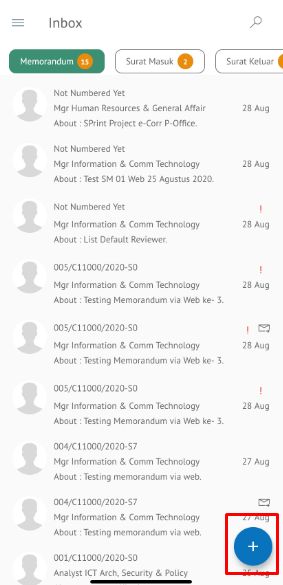 Inbox
Memorandum 15 Surat Masuk 2 Surat Keluar
Not Numbered Yet
Mgr Human Resources & General Affair 28 Aug
About : SPrint Project e-Corr P-Office.
Not Numbered Yet
Mgr Information & Comm Technology 28 Aug
About : Test SM 01 Web 25 Agustus 2020.
Not Numbered Yet !
Mgr Information & Comm Technology 28 Aug
About : List Default Reviewer.
005/C11000/2020-S0 !
Mgr Information & Comm Technology 28 Aug
About : Testing Memorandum via Web ke- 3.
005/C11000/2020-S0 !
Mgr Information & Comm Technology 28 Aug
About : Testing Memorandum via Web ke- 3.
005/C11000/2020-S0 !
Mgr Information & Comm Technology 28 Aug
About : Testing Memorandum via Web ke- 3.
004/C11000/2020-S7
Mgr Information & Comm Technology 27 Aug
About : Testing memorandum via web.
004/C11000/2020-S7
Mgr Information & Comm Technology 27 Aug
About : Testing memorandum via web.
001/C10000/2020-S0
Analyst ICT Arch, Security & Policy Aug